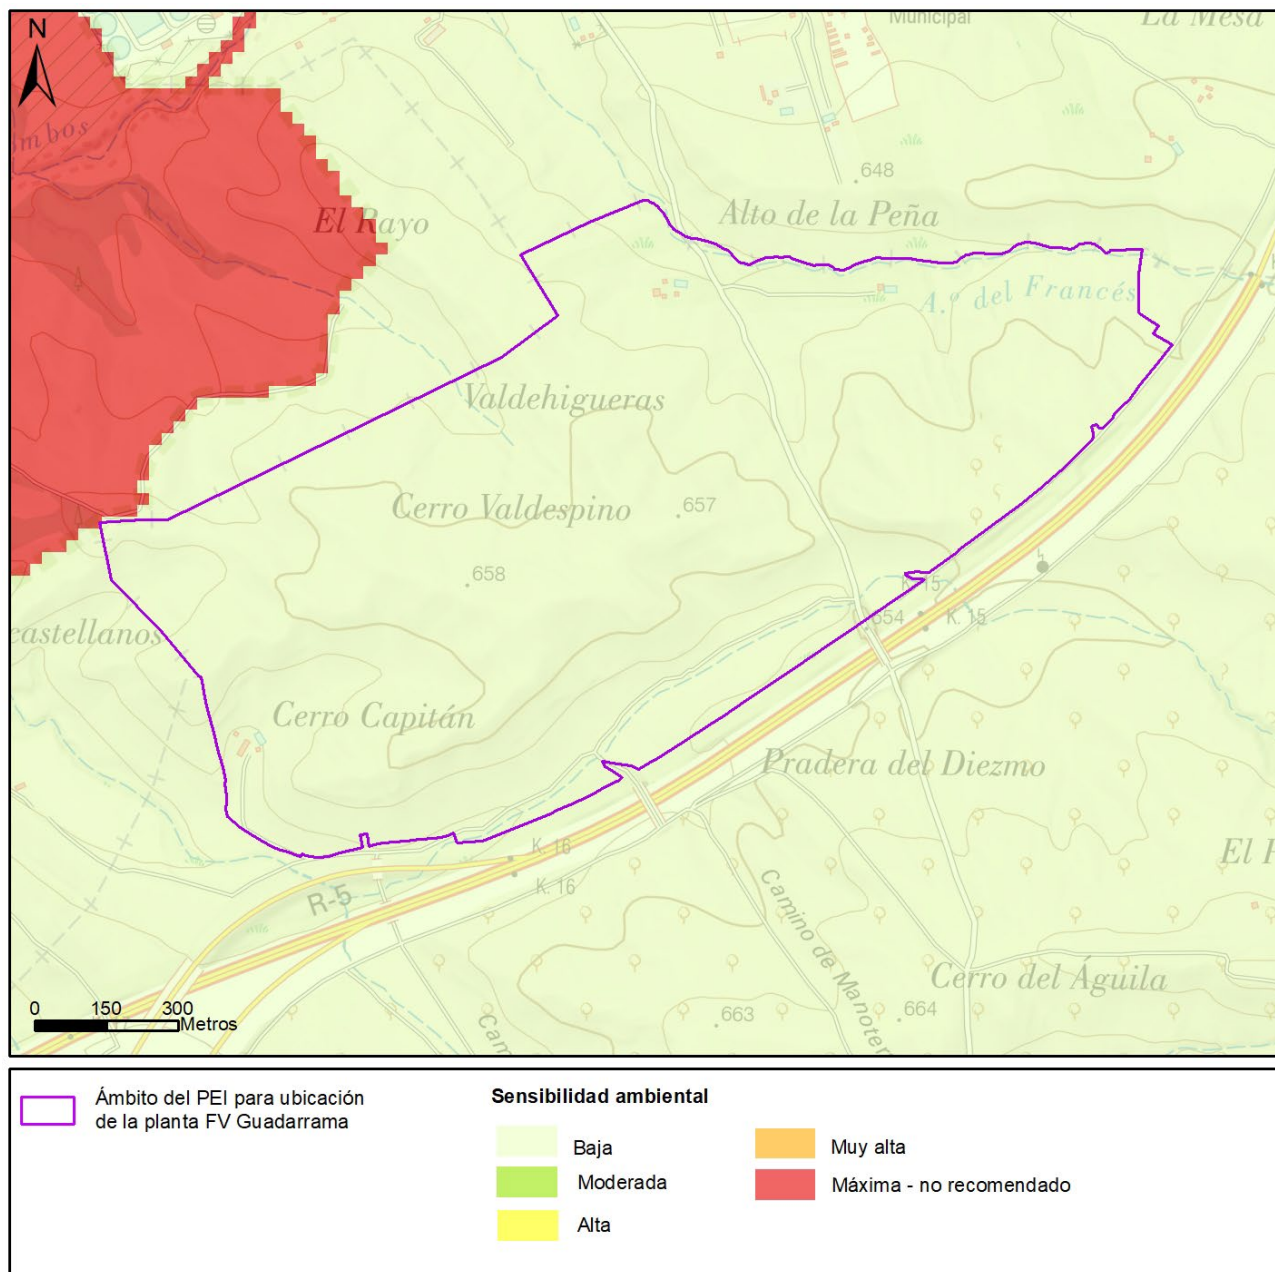 Municipal
La Mesa
N
mbos
648
El Rayo
Alto de la Peña
A.º del Francés
Valdehigueras
Cerro Valdespino
657
658
K. 15
654
K. 15
castellanos
Cerro Capitán
Pradera del Diezmo
K. 16
K. 16
R-5
El
Camino de Manoter
Cerro del Águila
663
664
Cam
0 150 300
Metros
Ámbito del PEI para ubicación
de la planta FV Guadarrama
Sensibilidad ambiental
Baja
Moderada
Alta
Muy alta
Máxima - no recomendado